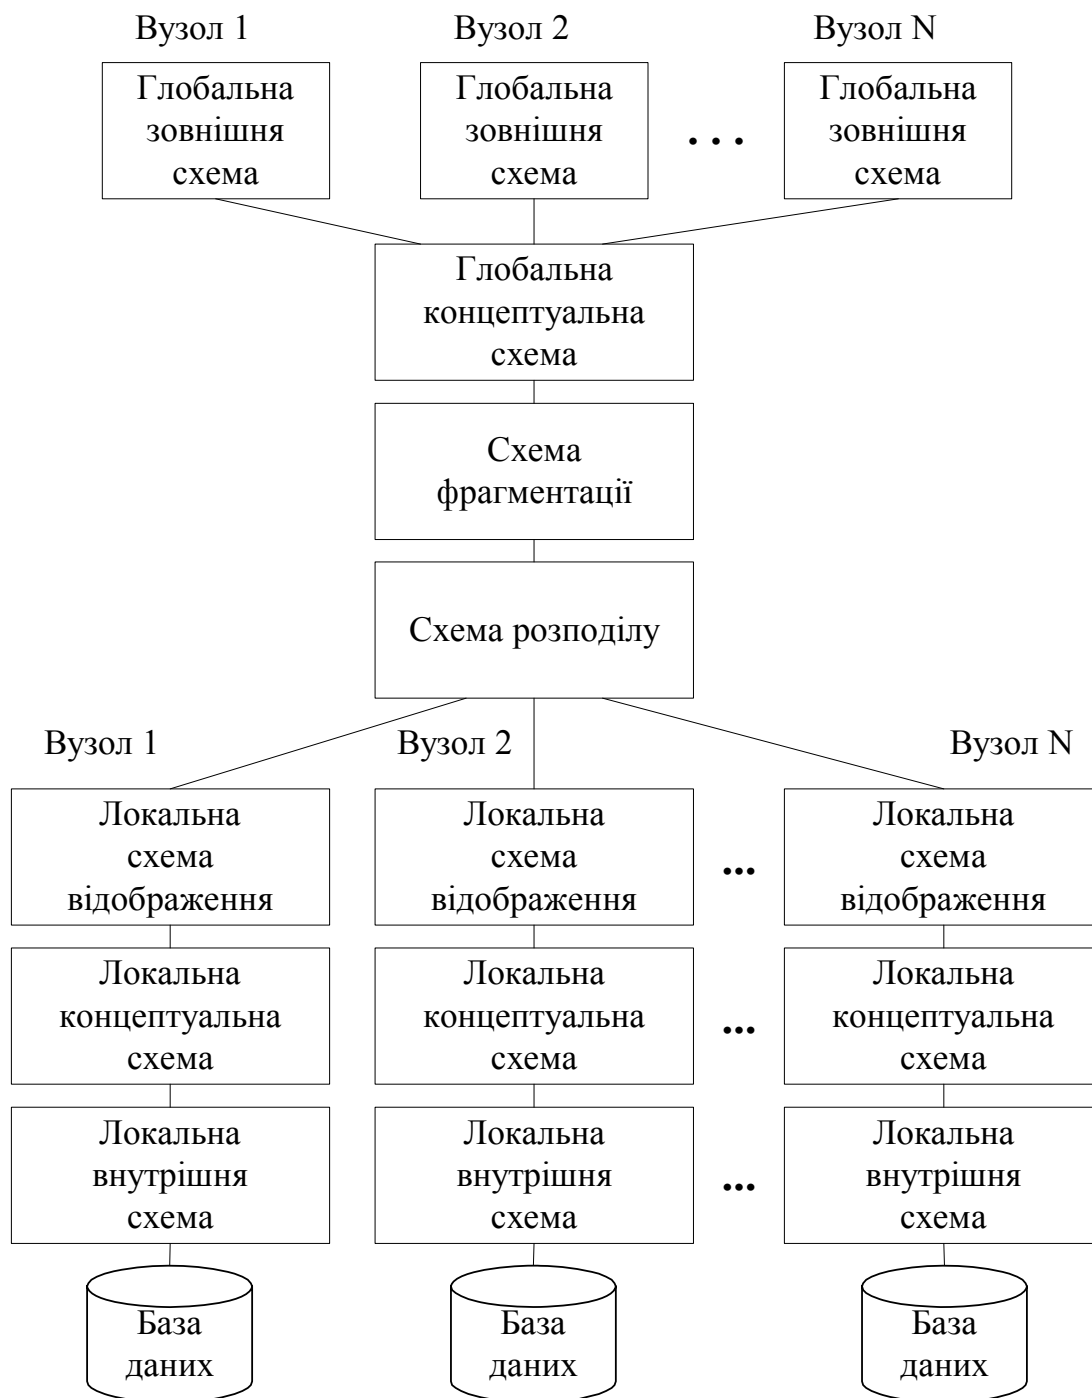 Вузол 1
Вузол 2
Вузол N
Глобальна
зовнішня
схема
Глобальна
зовнішня
схема
. . .
Глобальна
зовнішня
схема
Глобальна
концептуальна
схема
Схема
фрагментації
Схема розподілу
Вузол 1
Вузол 2
Вузол N
Локальна
схема
відображення
Локальна
схема
відображення
...
Локальна
схема
відображення
Локальна
концептуальна
схема
Локальна
концептуальна
схема
...
Локальна
концептуальна
схема
Локальна
внутрішня
схема
Локальна
внутрішня
схема
...
Локальна
внутрішня
схема
База
даних
База
даних
База
даних